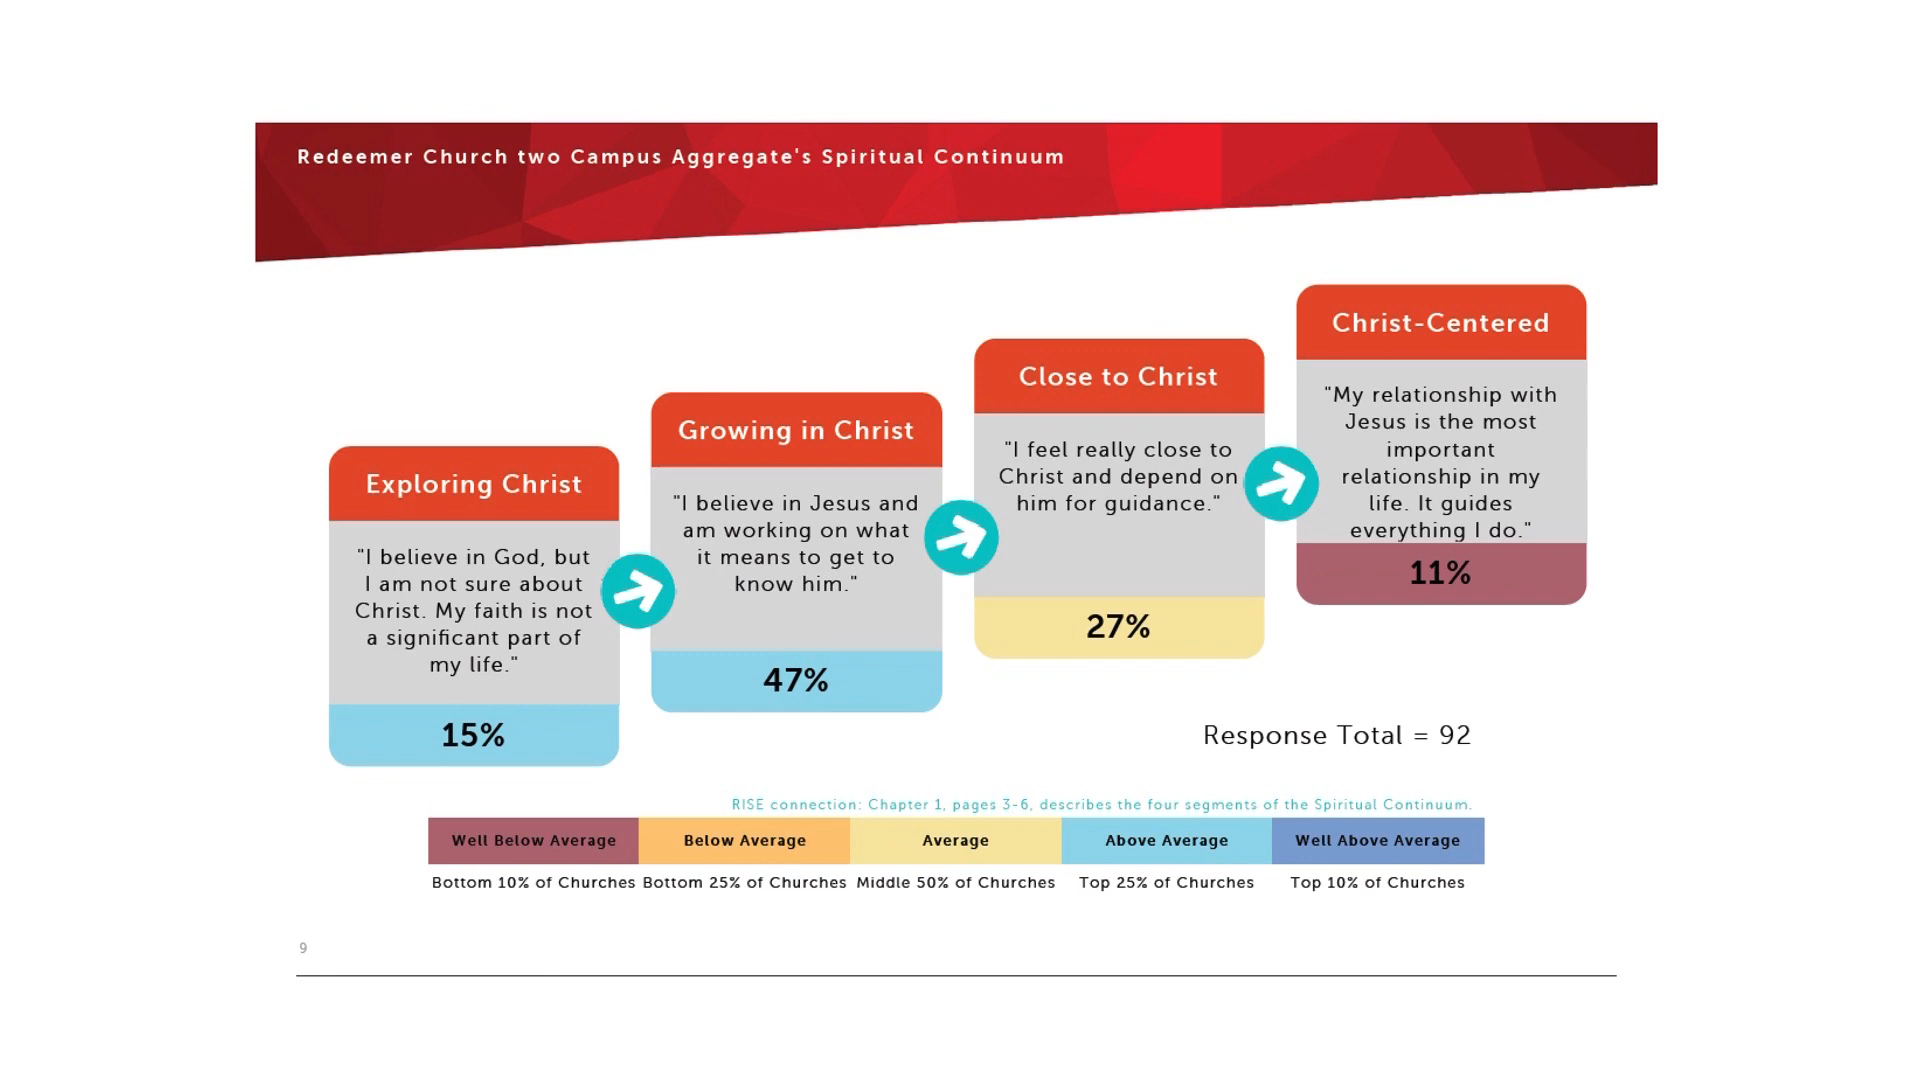 Redeemer Church two Campus Aggregate's Spiritual Continuum
Exploring Christ
"I believe in God, but
I am not sure about
Christ. My faith is not
a significant part of
my life."
15%
Growing in Christ
"I believe in Jesus and
am working on what
it means to get to
know him."
47%
Close to Christ
"I feel really close to
Christ and depend on
him for guidance."
27%
Christ-Centered
"My relationship with
Jesus is the most
important
relationship in my
life. It guides
everything I do."
11%
Response Total = 92
RISE connection: Chapter 1, pages 3-6, describes the four segments of the Spiritual Continuum.
Well Below Average
Below Average
Average
Above Average
Well Above Average
Bottom 10% of Churches
Bottom 25% of Churches
Middle 50% of Churches
Top 25% of Churches
Top 10% of Churches
9